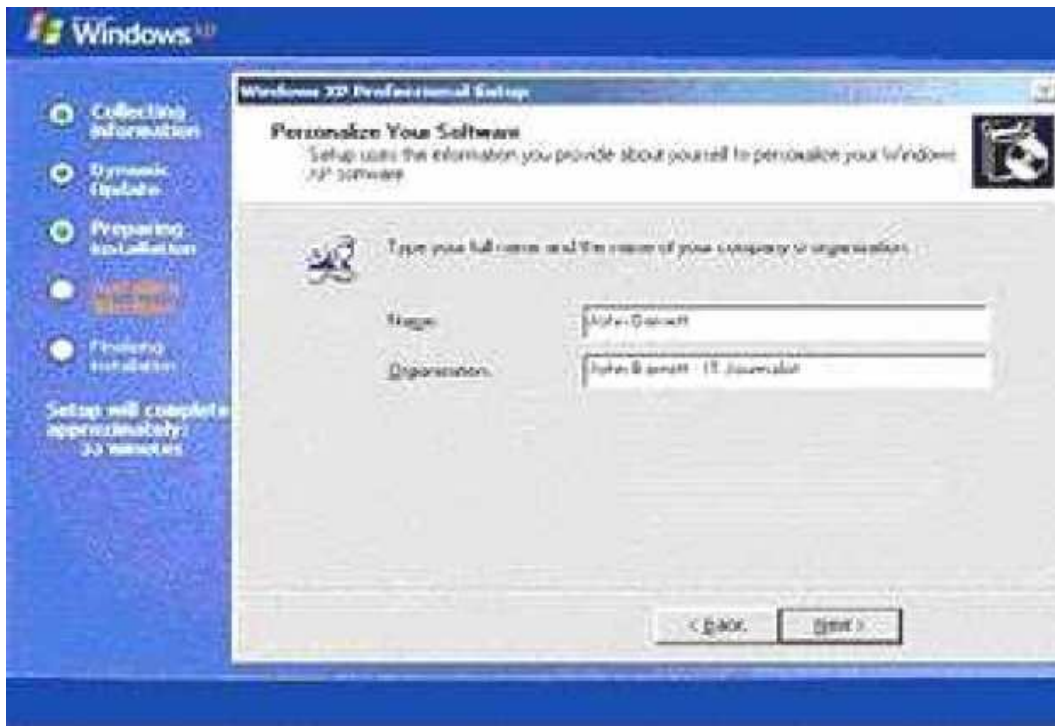 Windows xp
Collecting
information
Dynamic
Update
Preparing
installation
Installing
Windows
Finalizing
installation
Setup will complete
approximately:
33 minutes
Windows XP Professional Setup
Personalize Your Software
Setup uses the information you provide about yourself to personalize your Windows
XP software
Type your full name and the name of your company or organization.
Name:
John Barnett
Organization:
John Barnett IT Journalist
< Back
Next >